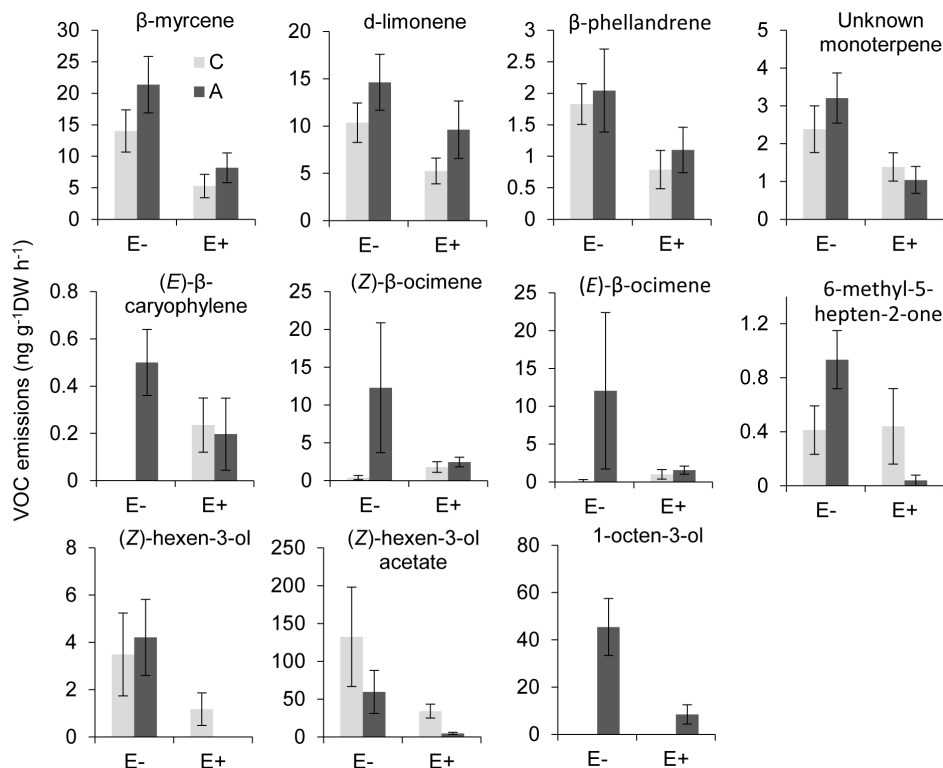 β-myrcene
30
25
20
15
10
5
0
C
A
E-
E+
d-limonene
20
15
10
5
0
E-
E+
β-phellandrene
3
2.5
2
1.5
1
0.5
0
E-
E+
Unknown
monoterpene
5
4
3
2
1
0
E-
E+
VOC emissions (ng g-1DW h-1)
(E)-β-
caryophylene
0.8
0.6
0.4
0.2
0
E-
E+
(Z)-β-ocimene
25
20
15
10
5
0
E-
E+
(E)-β-ocimene
25
20
15
10
5
0
E-
E+
6-methyl-5-
hepten-2-one
1.2
0.8
0.4
0
E-
E+
(Z)-hexen-3-ol
8
6
4
2
0
E-
E+
(Z)-hexen-3-ol
acetate
250
200
150
100
50
0
E-
E+
1-octen-3-ol
80
60
40
20
0
E-
E+